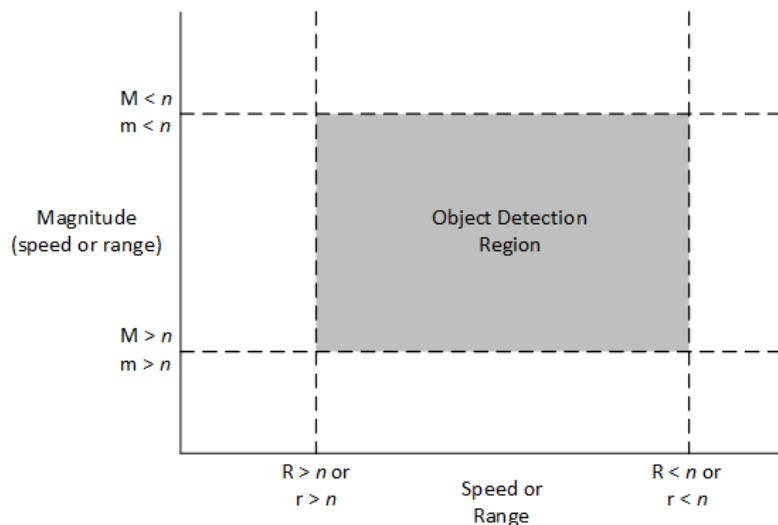 M < n
m < n
Magnitude
(speed or range)
Object Detection
Region
M > n
m > n
R > n or
r > n
Speed or
Range
R < n or
r < n